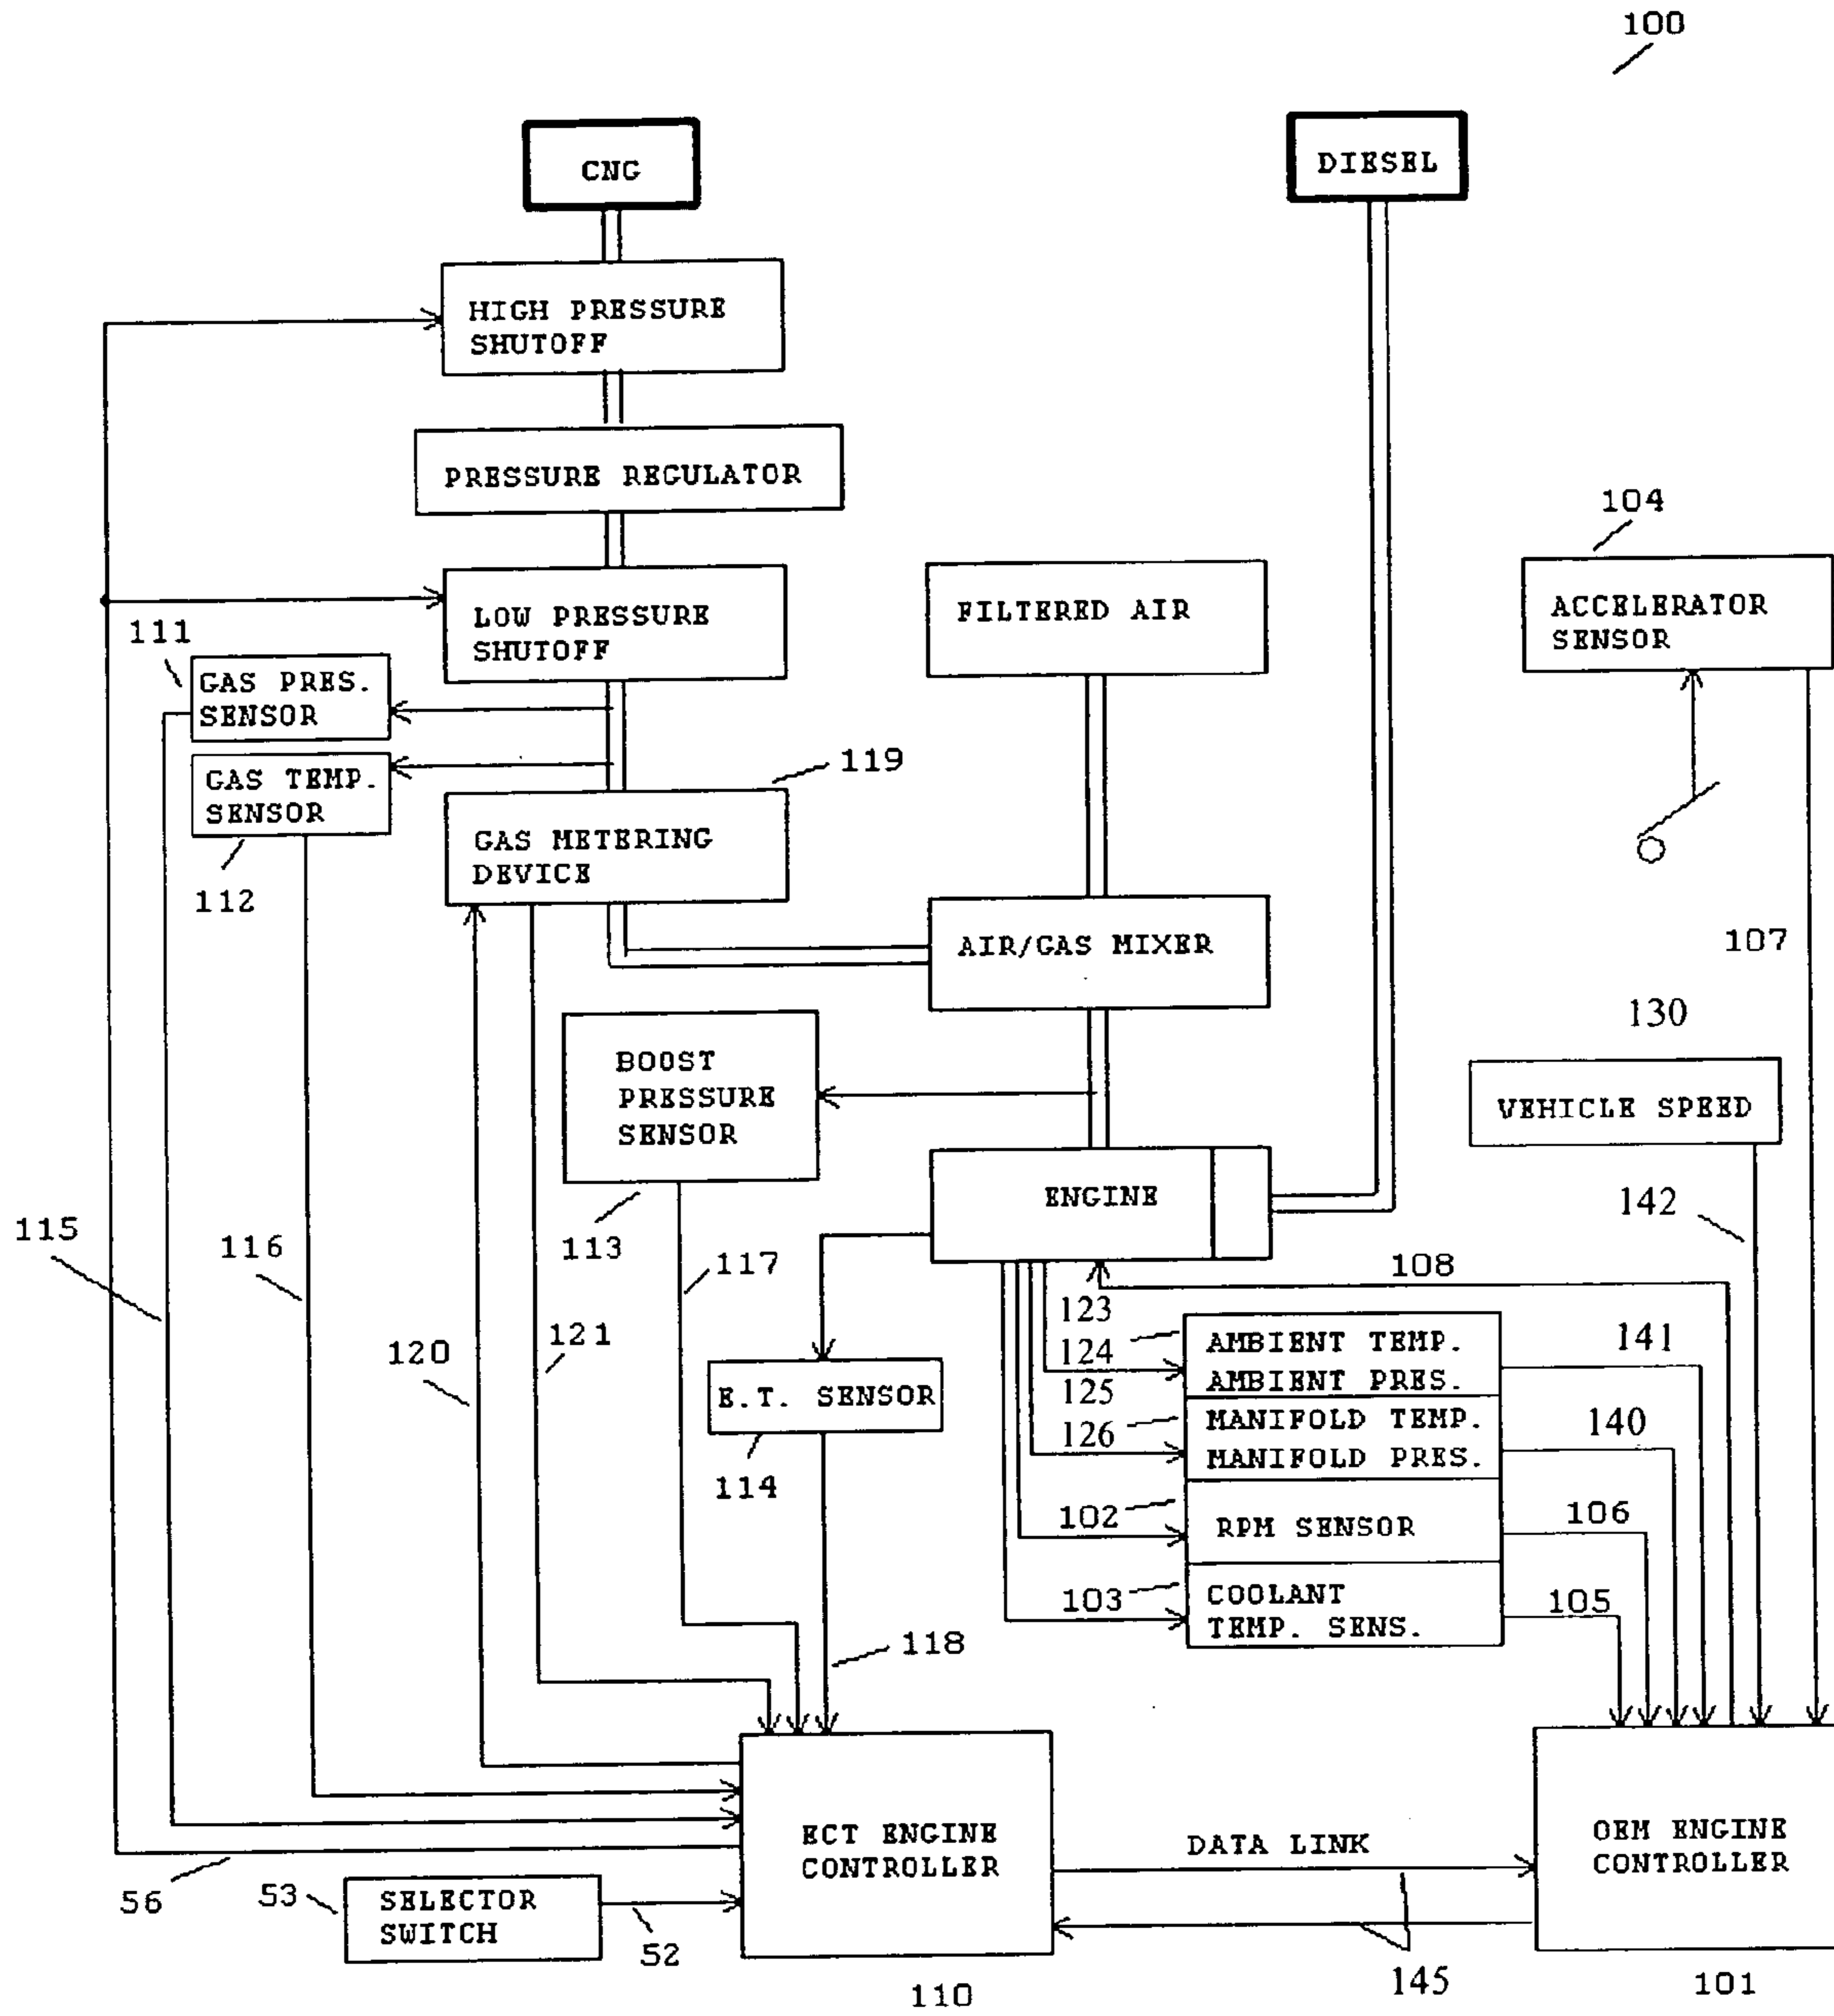 100
CNG
DIESEL
HIGH PRESSURE
SHUTOFF
PRESSURE REGULATOR
104
LOW PRESSURE
SHUTOFF
FILTERED AIR
ACCELERATOR
SENSOR
111
GAS PRES.
SENSOR
GAS TEMP.
SENSOR
112
119
GAS METERING
DEVICE
AIR/GAS MIXER
107
130
BOOST
PRESSURE
SENSOR
VEHICLE SPEED
ENGINE
113
142
115
116
117
108
120
121
123
124
125
126
AMBIENT TEMP.
AMBIENT PRES.
141
E.T. SENSOR
114
MANIFOLD TEMP.
MANIFOLD PRES.
140
102
RPM SENSOR
106
103
COOLANT
TEMP. SENS.
105
118
ECT ENGINE
CONTROLLER
DATA LINK
OEM ENGINE
CONTROLLER
56
53
SELECTOR
SWITCH
52
110
145
101